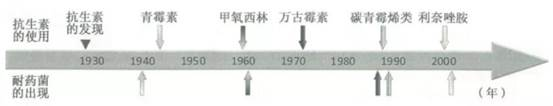 抗生素的使用 抗生素的发现 青霉素 甲氧西林 万古霉素 碳青霉烯类 利奈唑胺
1930 1940 1950 1960 1970 1980 1990 2000
耐药菌的出现 (年)